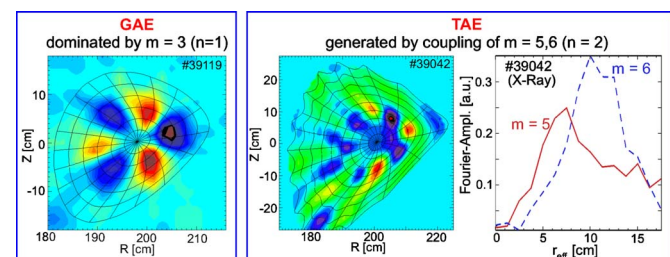 GAE
dominated by m = 3 (n=1)
#39119
Z [cm]
10
0
-10
180
190
200
210
R [cm]
TAE
generated by coupling of m = 5,6 (n = 2)
#39042
Z [cm]
20
10
0
-10
-20
180
200
220
R [cm]
#39042
(X-Ray)
m = 6
m = 5
Fourier-Ampl. [a.u.]
0.3
0.2
0.1
0
5
10
15
r eff [cm]